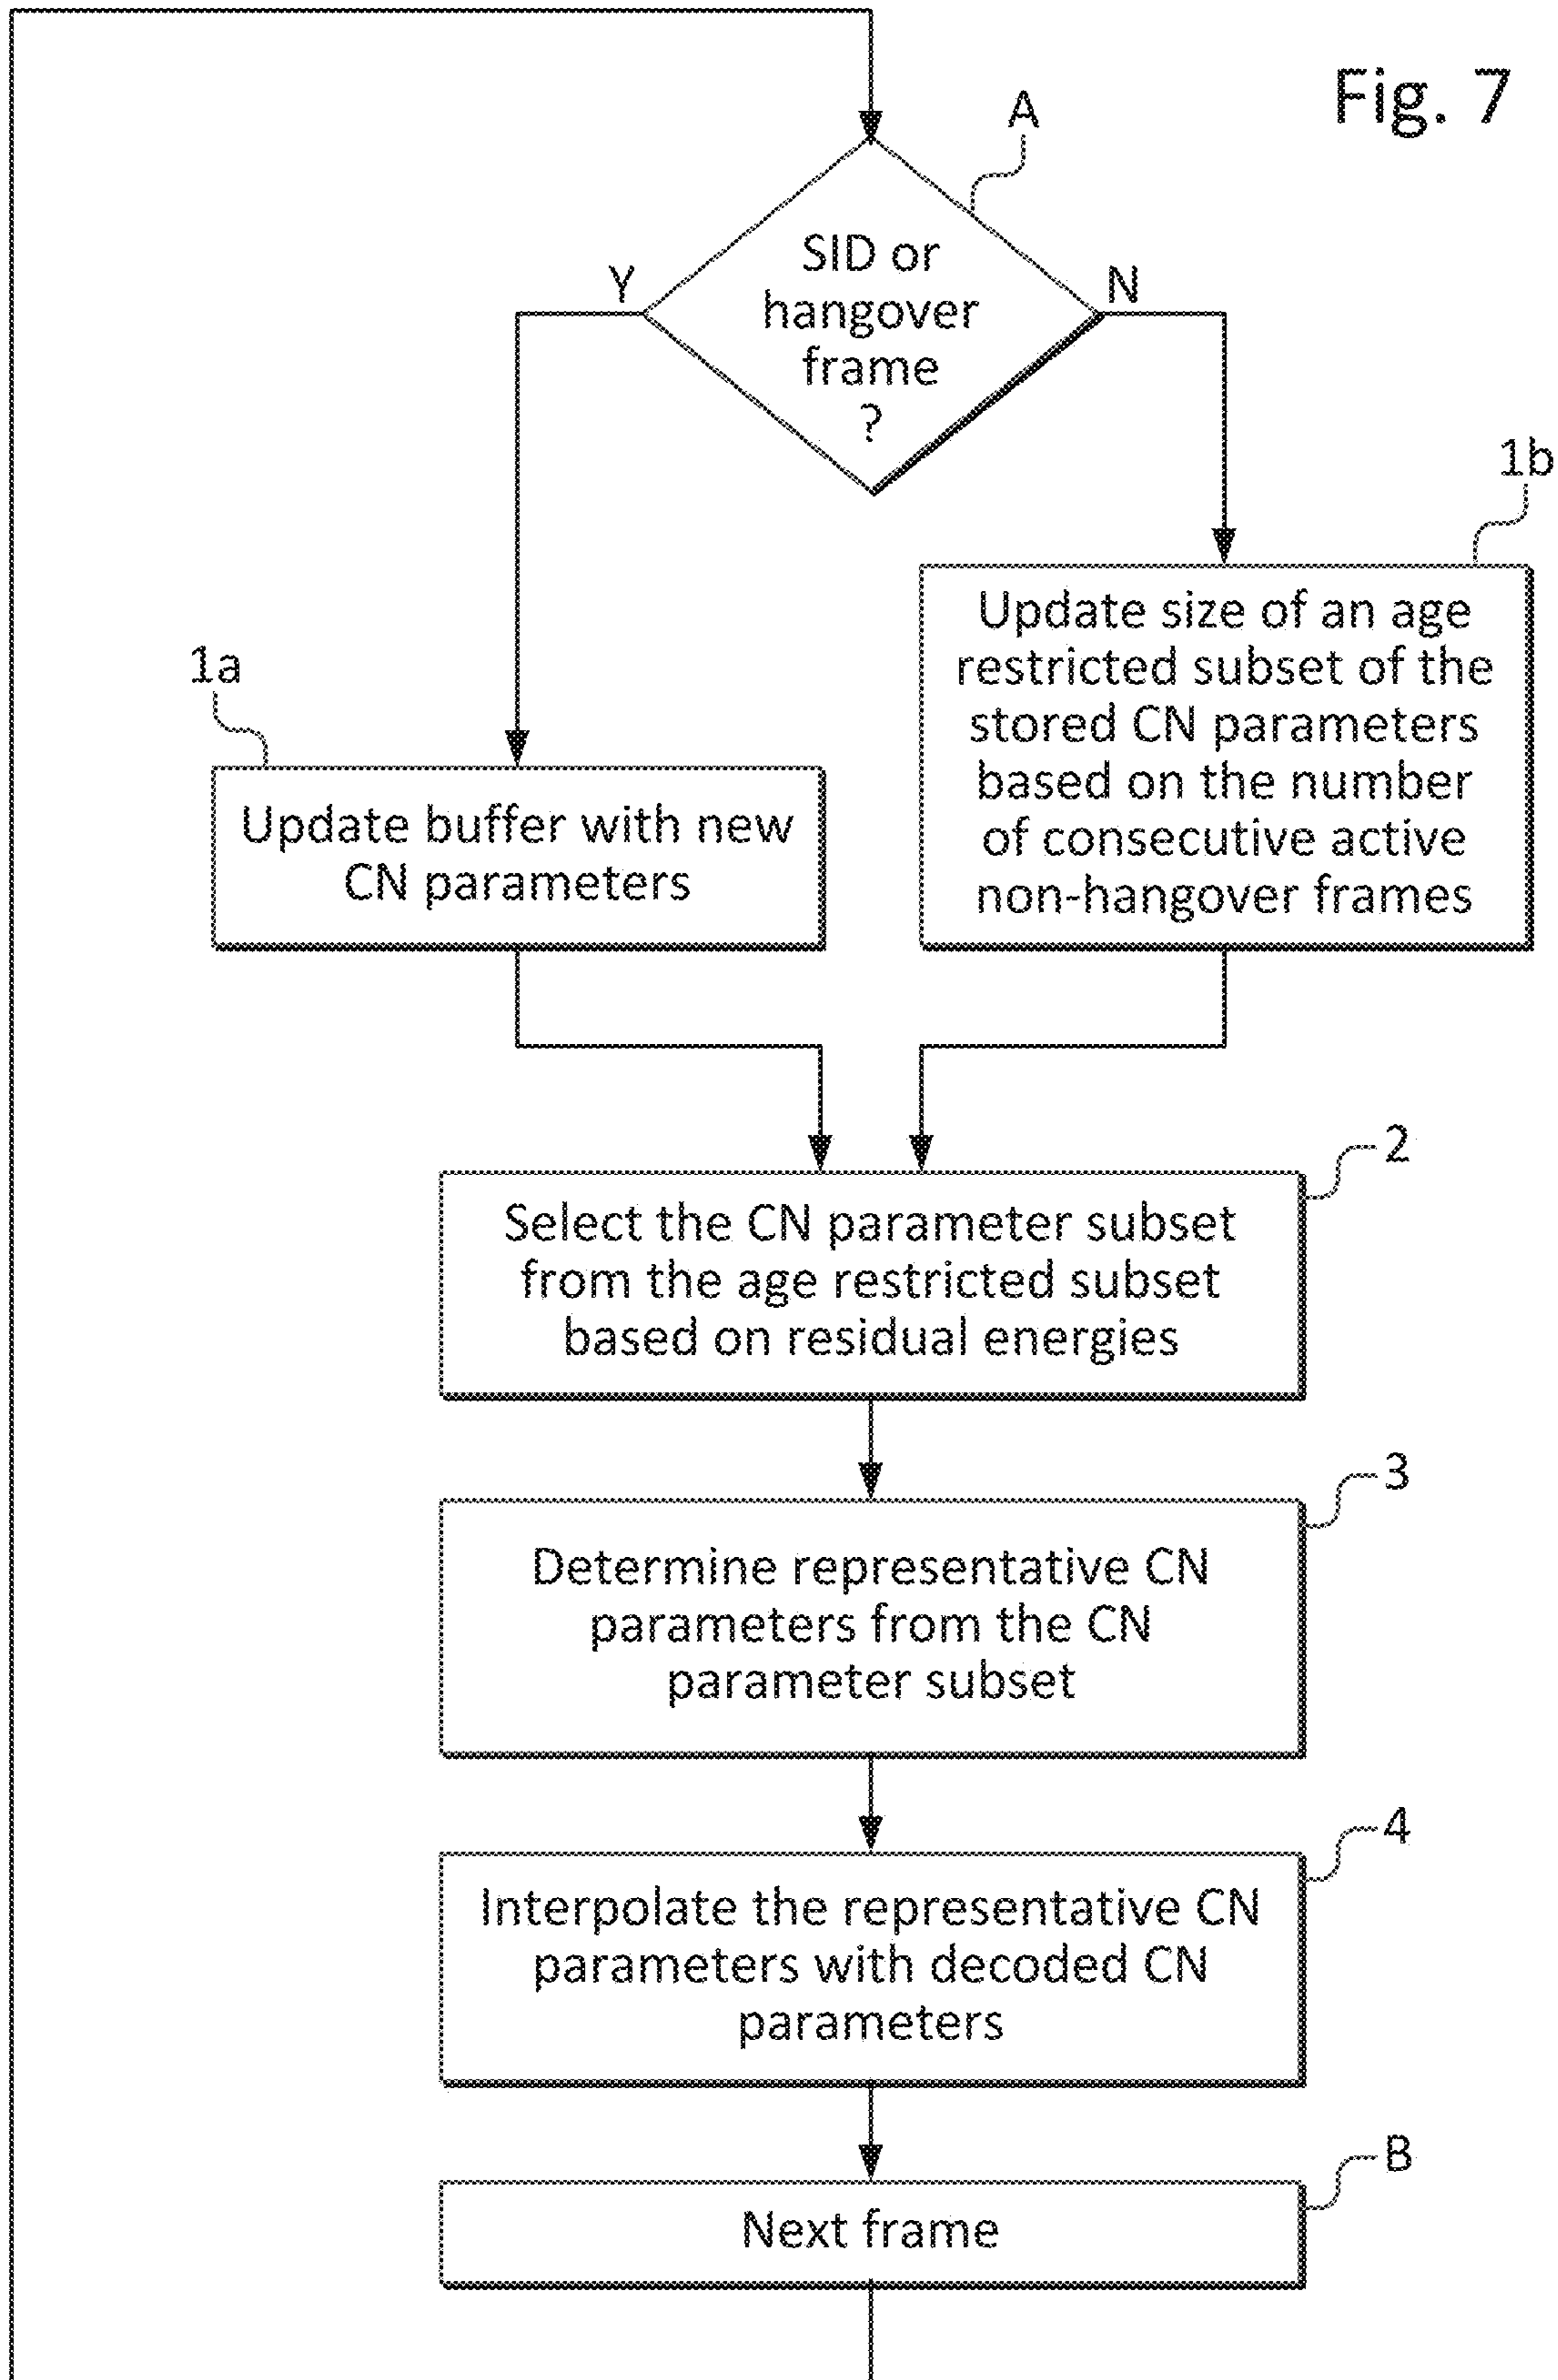 Fig. 7
A
SID or
hangover
frame
?
Y
N
1b
Update size of an age
restricted subset of the
stored CN parameters
based on the number
of consecutive active
non-hangover frames
1a
Update buffer with new
CN parameters
2
Select the CN parameter subset
from the age restricted subset
based on residual energies
3
Determine representative CN
parameters from the CN
parameter subset
4
Interpolate the representative CN
parameters with decoded CN
parameters
B
Next frame